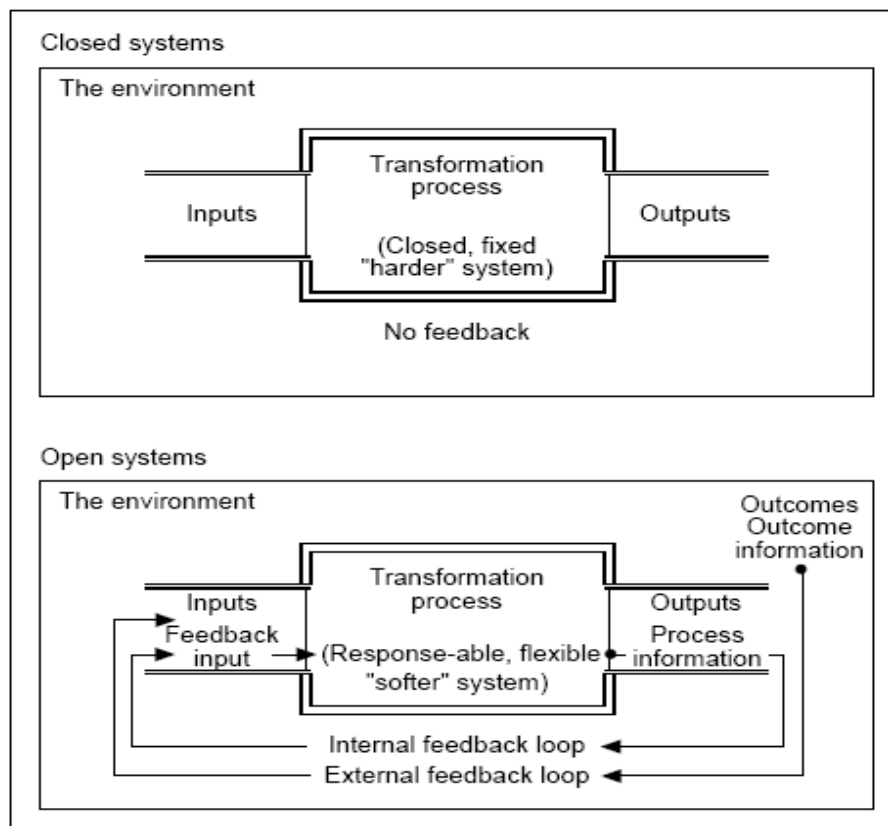 Closed systems
The environment
Transformation
process
Inputs
Outputs
(Closed, fixed
"harder" system)
No feedback
Open systems
The environment
Outcomes
Outcome
information
Transformation
process
Inputs
Outputs
Feedback
input
(Response-able, flexible
"softer" system)
Process
information
Internal feedback loop
External feedback loop